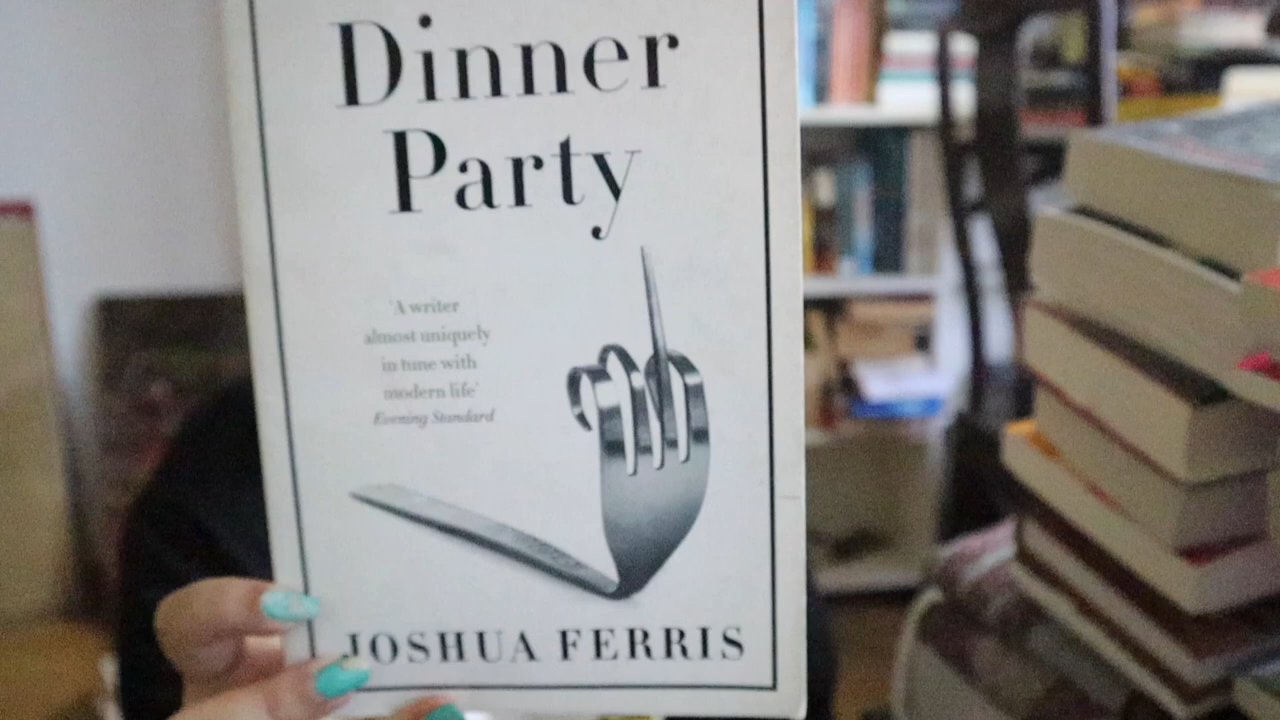 Dinner
Party
'A writer
almost uniquely
in tune with
modern life'
Evening Standard
JOSHUA FERRIS